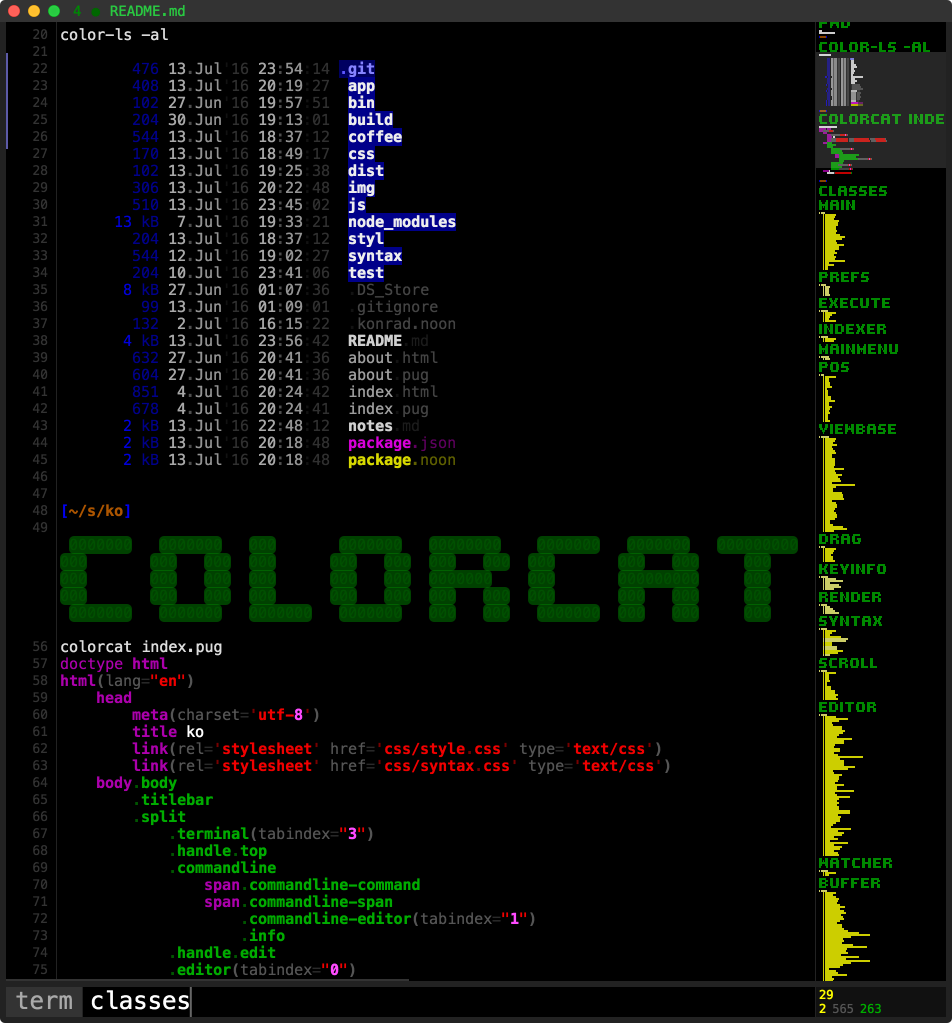 4 ● README.md
20 color-ls -al
21
22 476 13.Jul'16 23:54:14 .git
23 408 13.Jul'16 20:19:27 app
24 102 27.Jun'16 19:57:51 bin
25 204 30.Jun'16 19:13:01 build
26 544 13.Jul'16 18:37:12 coffee
27 170 13.Jul'16 18:49:17 css
28 102 13.Jul'16 19:25:38 dist
29 306 13.Jul'16 20:22:48 img
30 510 13.Jul'16 23:45:02 js
31 13 kB 7.Jul'16 19:33:21 node_modules
32 204 13.Jul'16 18:37:12 styl
33 544 12.Jul'16 19:02:27 syntax
34 204 10.Jul'16 23:41:06 test
35 8 kB 27.Jun'16 01:07:36 .DS_Store
36 99 13.Jun'16 01:09:01 .gitignore
37 132 2.Jul'16 16:15:22 .konrad.noon
38 4 kB 13.Jul'16 23:56:42 README.md
39 632 27.Jun'16 20:41:36 about.html
40 604 27.Jun'16 20:41:36 about.pug
41 851 4.Jul'16 20:24:42 index.html
42 678 4.Jul'16 20:24:41 index.pug
43 2 kB 13.Jul'16 22:48:12 notes.md
44 2 kB 13.Jul'16 20:18:48 package.json
45 2 kB 13.Jul'16 20:18:48 package.noon
46
47
48 [~/s/ko]
49
COLORCAT
56 colorcat index.pug
57 doctype html
58 html(lang="en")
59 head
60 meta(charset='utf-8')
61 title ko
62 link(rel='stylesheet' href='css/style.css' type='text/css')
63 link(rel='stylesheet' href='css/syntax.css' type='text/css')
64 body.body
65 .titlebar
66 .split
67 .terminal(tabindex="3")
68 .handle.top
69 .commandline
70 span.commandline-command
71 span.commandline-span
72 .commandline-editor(tabindex="1")
73 .info
74 .handle.edit
75 .editor(tabindex="0")
term classes
COLOR-LS -AL
COLORCAT INDE
CLASSES
MAIN
PREFS
EXECUTE
INDEXER
MAINMENU
POS
VIEWBASE
DRAG
KEYINFO
RENDER
SYNTAX
SCROLL
EDITOR
MATCHER
BUFFER
29
2 565 263